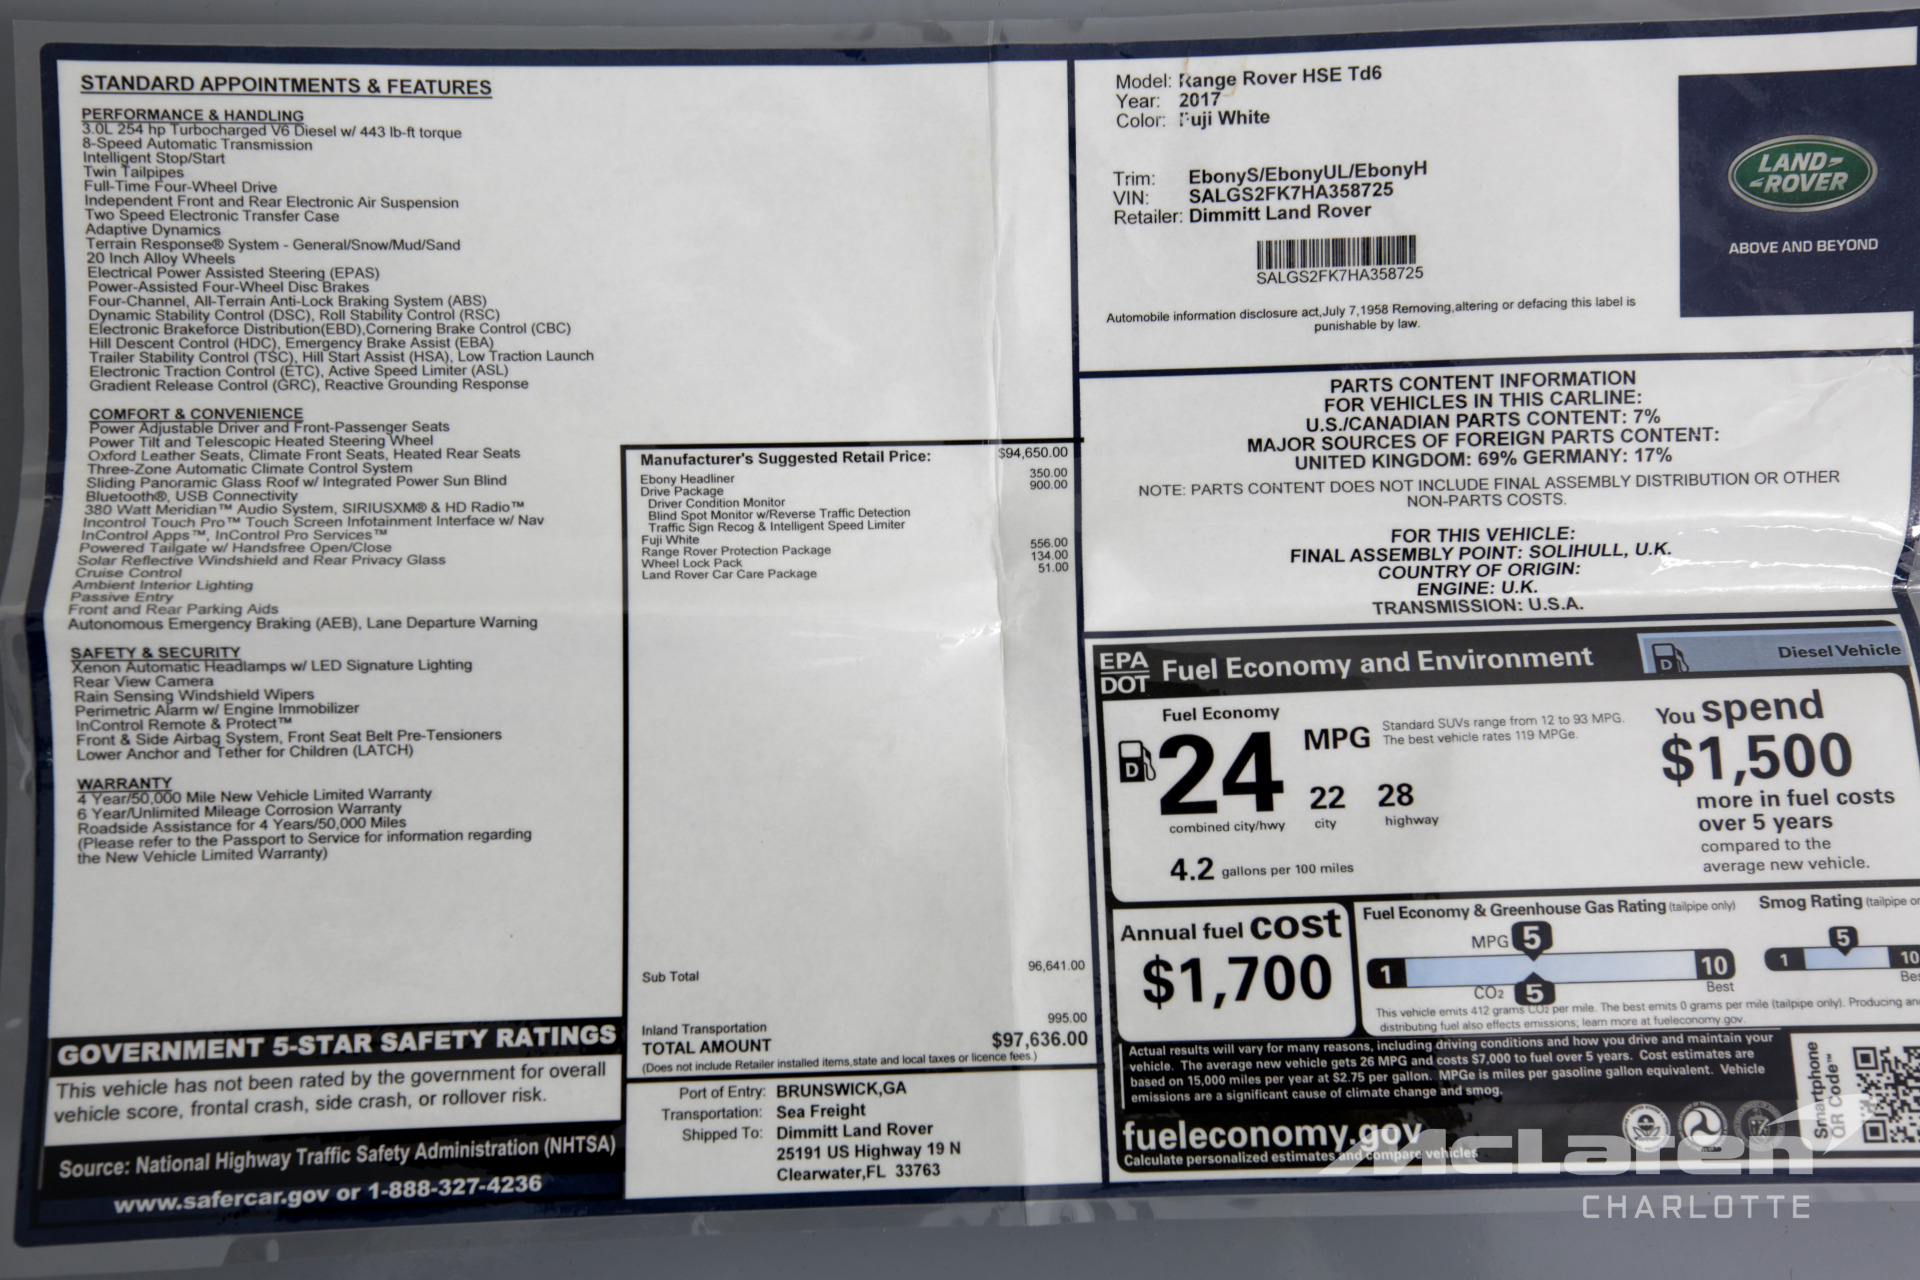 STANDARD APPOINTMENTS & FEATURES
PERFORMANCE & HANDLING
3.0L 254 hp Turbocharged V6 Diesel w/ 443 lb-ft torque
8-Speed Automatic Transmission
Intelligent Stop/Start
Twin Tailpipes
Full-Time Four-Wheel Drive
Independent Front and Rear Electronic Air Suspension
Two Speed Electronic Transfer Case
Adaptive Dynamics
Terrain Response® System - General/Snow/Mud/Sand
20 Inch Alloy Wheels
Electrical Power Assisted Steering (EPAS)
Power-Assisted Four-Wheel Disc Brakes
Four-Channel, All-Terrain Anti-Lock Braking System (ABS)
Dynamic Stability Control (DSC), Roll Stability Control (RSC)
Electronic Brakeforce Distribution(EBD),Cornering Brake Control (CBC)
Hill Descent Control (HDC), Emergency Brake Assist (EBA)
Trailer Stability Control (TSC), Hill Start Assist (HSA), Low Traction Launch
Electronic Traction Control (ETC), Active Speed Limiter (ASL)
Gradient Release Control (GRC), Reactive Grounding Response
COMFORT & CONVENIENCE
Power Adjustable Driver and Front-Passenger Seats
Power Tilt and Telescopic Heated Steering Wheel
Oxford Leather Seats, Climate Front Seats, Heated Rear Seats
Three-Zone Automatic Climate Control System
Sliding Panoramic Glass Roof w/ Integrated Power Sun Blind
Bluetooth®, USB Connectivity
380 Watt Meridian™ Audio System, SIRIUSXM® & HD Radio™
Incontrol Touch Pro™ Touch Screen Infotainment Interface w/ Nav
InControl Apps™, InControl Pro Services™
Powered Tailgate w/ Handsfree Open/Close
Solar Reflective Windshield and Rear Privacy Glass
Cruise Control
Ambient Interior Lighting
Passive Entry
Front and Rear Parking Aids
Autonomous Emergency Braking (AEB), Lane Departure Warning
SAFETY & SECURITY
Xenon Automatic Headlamps w/ LED Signature Lighting
Rear View Camera
Rain Sensing Windshield Wipers
Perimetric Alarm w/ Engine Immobilizer
InControl Remote & Protect™
Front & Side Airbag System, Front Seat Belt Pre-Tensioners
Lower Anchor and Tether for Children (LATCH)
WARRANTY
4 Year/50,000 Mile New Vehicle Limited Warranty
6 Year/Unlimited Mileage Corrosion Warranty
Roadside Assistance for 4 Years/50,000 Miles
(Please refer to the Passport to Service for information regarding
the New Vehicle Limited Warranty)
GOVERNMENT 5-STAR SAFETY RATINGS
This vehicle has not been rated by the government for overall
vehicle score, frontal crash, side crash, or rollover risk.
Source: National Highway Traffic Safety Administration (NHTSA)
www.safercar.gov or 1-888-327-4236
Manufacturer's Suggested Retail Price: $94,650.00
Ebony Headliner 350.00
Drive Package 900.00
Driver Condition Monitor
Blind Spot Monitor w/Reverse Traffic Detection
Traffic Sign Recog & Intelligent Speed Limiter
Fuji White
Range Rover Protection Package 556.00
Wheel Lock Pack 134.00
Land Rover Car Care Package 51.00
Sub Total 96,641.00
Inland Transportation 995.00
TOTAL AMOUNT $97,636.00
(Does not include Retailer installed items,state and local taxes or licence fees.)
Port of Entry: BRUNSWICK,GA
Transportation: Sea Freight
Shipped To: Dimmitt Land Rover
25191 US Highway 19 N
Clearwater,FL 33763
Model: Range Rover HSE Td6
Year: 2017
Color: Fuji White
Trim: EbonyS/EbonyUL/EbonyH
VIN: SALGS2FK7HA358725
Retailer: Dimmitt Land Rover
SALGS2FK7HA358725
Automobile information disclosure act,July 7,1958 Removing,altering or defacing this label is
punishable by law.
LAND-
-ROVER
ABOVE AND BEYOND
PARTS CONTENT INFORMATION
FOR VEHICLES IN THIS CARLINE:
U.S./CANADIAN PARTS CONTENT: 7%
MAJOR SOURCES OF FOREIGN PARTS CONTENT:
UNITED KINGDOM: 69% GERMANY: 17%
NOTE: PARTS CONTENT DOES NOT INCLUDE FINAL ASSEMBLY DISTRIBUTION OR OTHER
NON-PARTS COSTS.
FOR THIS VEHICLE:
FINAL ASSEMBLY POINT: SOLIHULL, U.K.
COUNTRY OF ORIGIN:
ENGINE: U.K.
TRANSMISSION: U.S.A.
EPA
DOT
Fuel Economy and Environment
D
Diesel Vehicle
Fuel Economy
D
24
MPG
Standard SUVs range from 12 to 93 MPG.
The best vehicle rates 119 MPGe.
22 28
combined city/hwy city highway
4.2 gallons per 100 miles
You spend
$1,500
more in fuel costs
over 5 years
compared to the
average new vehicle.
Annual fuel cost
$1,700
Fuel Economy & Greenhouse Gas Rating (tailpipe only)
MPG 5
1 10
Best
CO2 5
Smog Rating (tailpipe or
5
1 10
Bes
This vehicle emits 412 grams CO2 per mile. The best emits 0 grams per mile (tailpipe only). Producing an
distributing fuel also effects emissions; learn more at fueleconomy.gov.
Actual results will vary for many reasons, including driving conditions and how you drive and maintain your
vehicle. The average new vehicle gets 26 MPG and costs $7,000 to fuel over 5 years. Cost estimates are
based on 15,000 miles per year at $2.75 per gallon. MPGe is miles per gasoline gallon equivalent. Vehicle
emissions are a significant cause of climate change and smog.
fueleconomy.gov
Calculate personalized estimates and compare vehicles
Smartphone
QR Code™
McLaren
CHARLOTTE